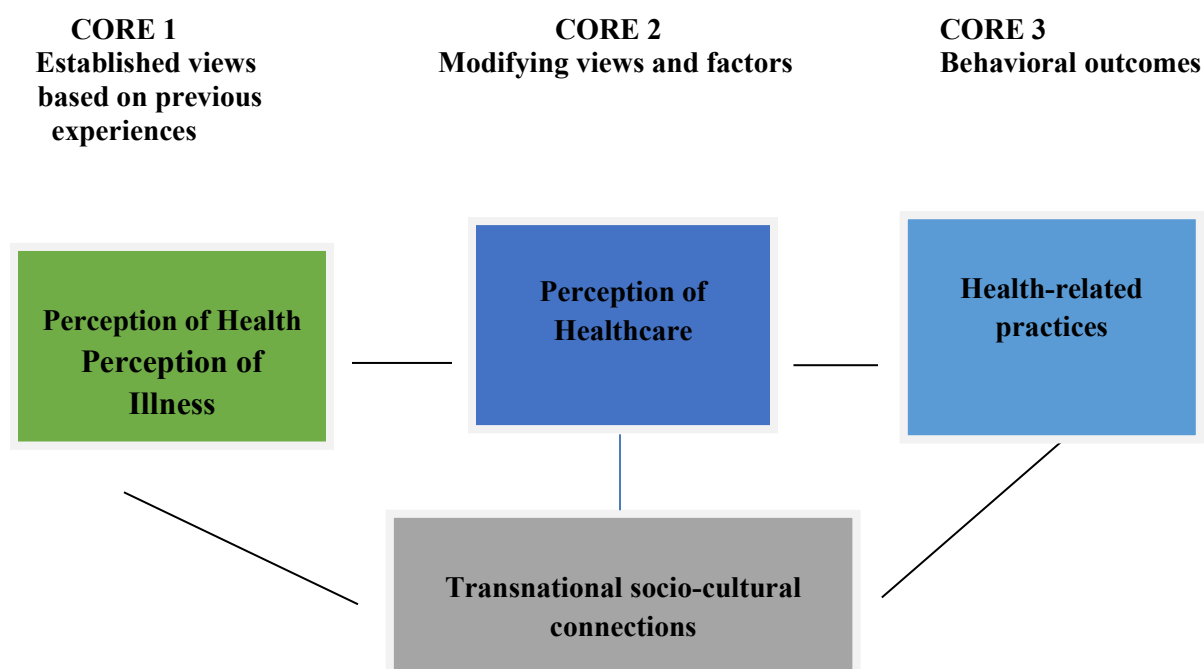 CORE 1
Established views
based on previous
experiences
CORE 2
Modifying views and factors
CORE 3
Behavioral outcomes
Perception of Health
Perception of
Illness
Perception of
Healthcare
Health-related
practices
Transnational socio-cultural
connections